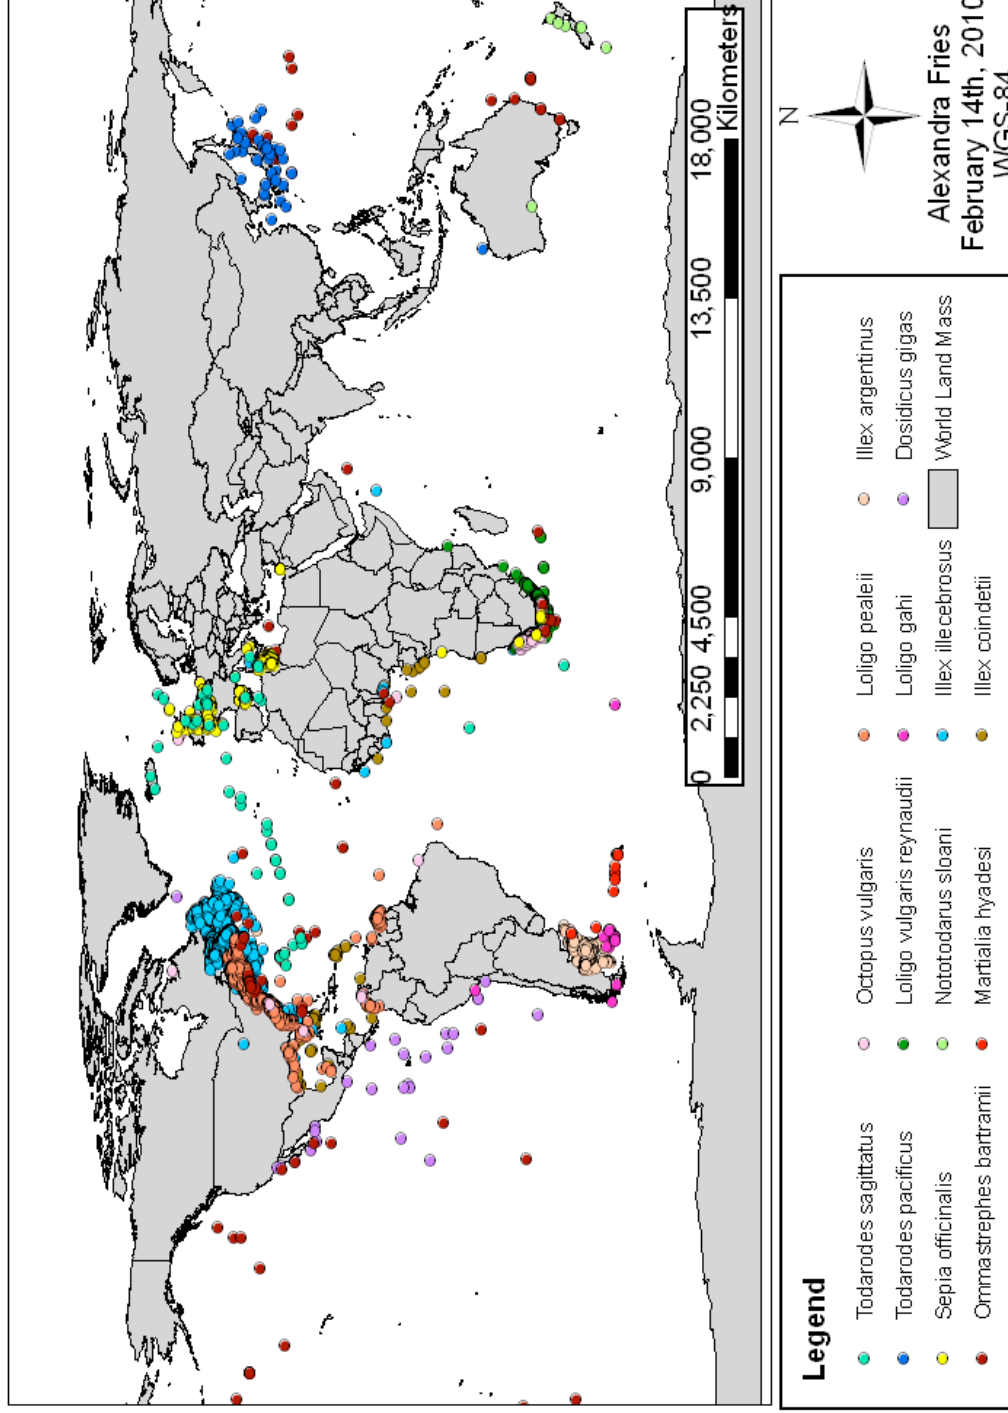 0 2,250 4,500 9,000 13,500 18,000
Kilometers
N
Alexandra Fries
February 14th, 2010
WGS-84
Legend
Todarodes sagittatus
Todarodes pacificus
Sepia officinalis
Ommastrephes bartramii
Octopus vulgaris
Loligo vulgaris reynaudii
Nototodarus sloani
Martialia hyadesi
Loligo pealeii
Loligo gahi
Illex illecebrosus
Illex coindetii
Illex argentinus
Dosidicus gigas
World Land Mass